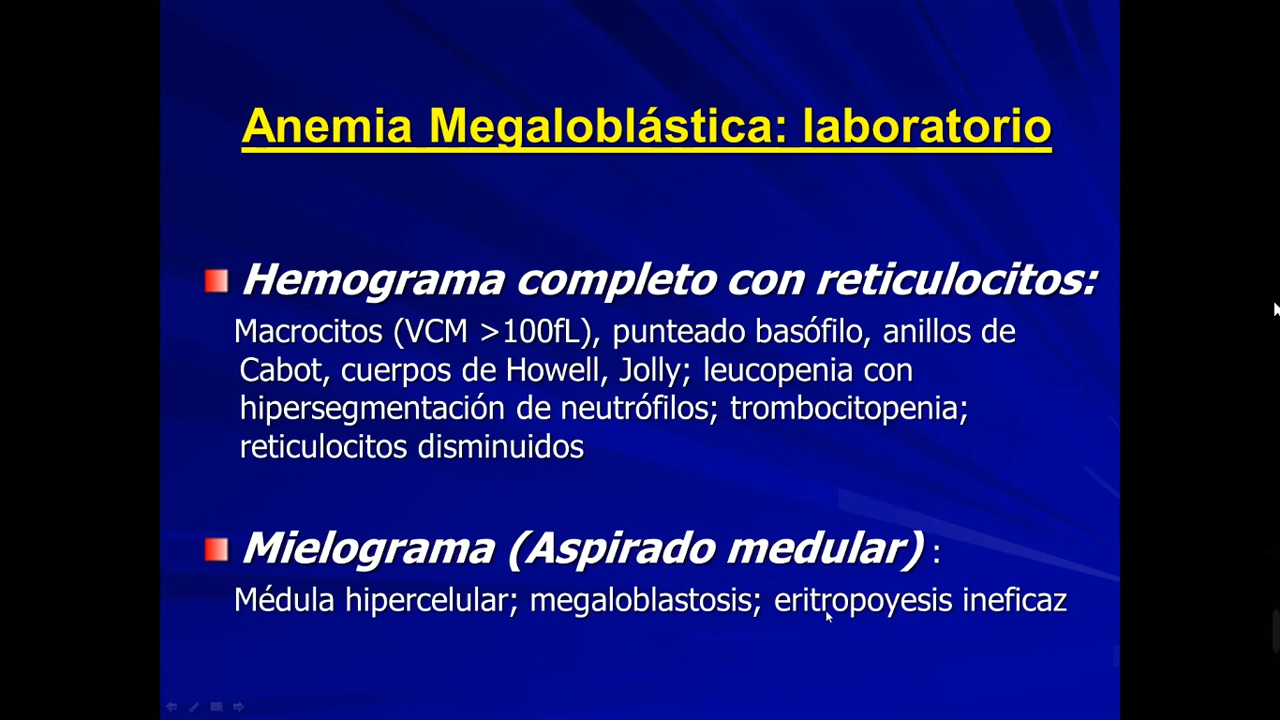 Anemia Megaloblástica: laboratorio
Hemograma completo con reticulocitos:
Macrocitos (VCM >100fL), punteado basófilo, anillos de
Cabot, cuerpos de Howell, Jolly; leucopenia con
hipersegmentación de neutrófilos; trombocitopenia;
reticulocitos disminuidos
Mielograma (Aspirado medular) :
Médula hipercelular; megaloblastosis; eritropoyesis ineficaz